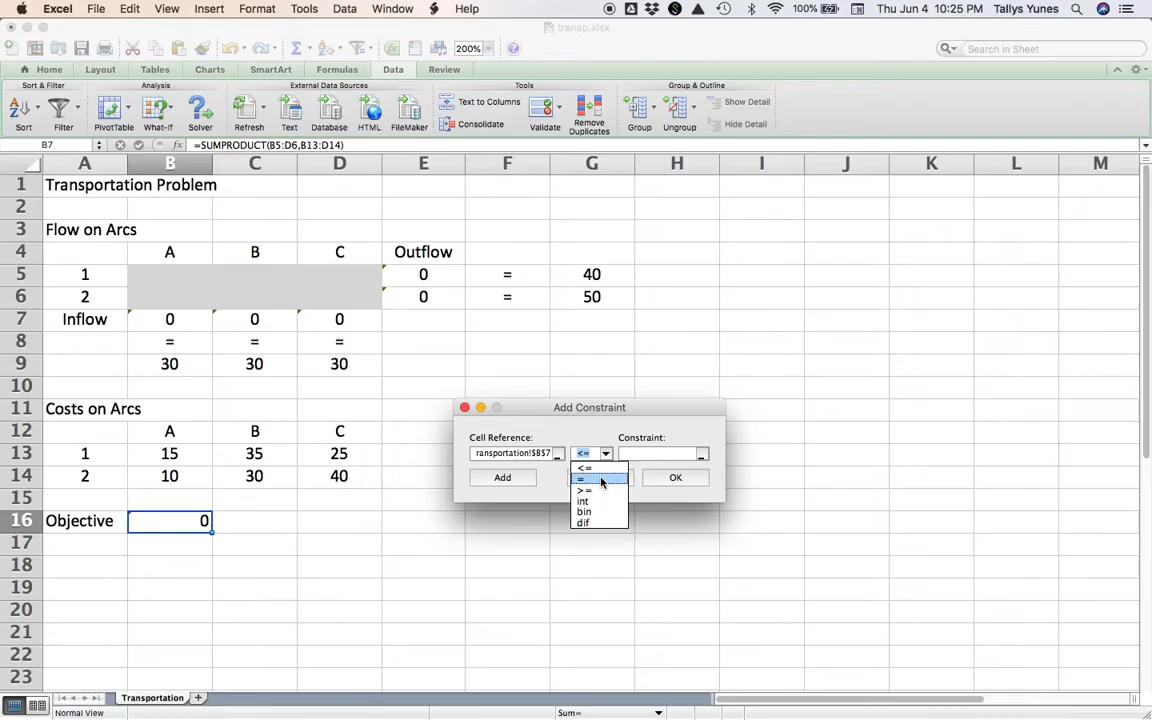 Excel File Edit View Insert Format Tools Data Window Help 100% Thu Jun 4 10:25 PM Tallys Yunes
transp.xlsx
200% Search in Sheet
Home Layout Tables Charts SmartArt Formulas Data Review
Sort & Filter Analysis External Data Sources Tools Group & Outline
Text to Columns Show Detail
Consolidate Hide Detail
Sort Filter PivotTable What-If Solver Refresh Text Database HTML FileMaker Validate Remove Duplicates Group Ungroup
B7 fx =SUMPRODUCT(B5:D6,B13:D14)
A B C D E F G H I J K L M
1 Transportation Problem
2
3 Flow on Arcs
4 A B C Outflow
5 1 0 = 40
6 2 0 = 50
7 Inflow 0 0 0
8 = = =
9 30 30 30
10
11 Costs on Arcs
12 A B C
13 1 15 35 25
14 2 10 30 40
15
16 Objective 0
17
18
19
20
21
22
23
Add Constraint
Cell Reference: Constraint:
ransportation!$B$7 <=
Add OK
<=
=
>=
int
bin
dif
Transportation
Normal View Sum=